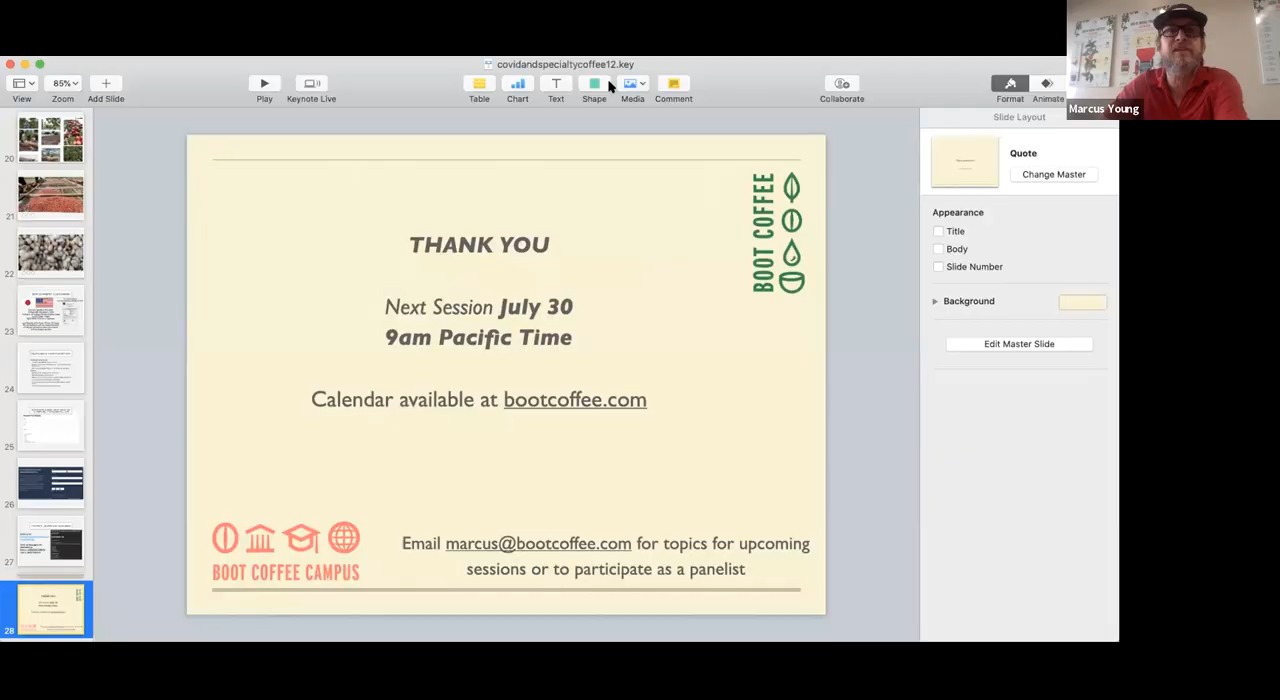 covidandspecialtycoffee12.key
View
85%
Zoom
Add Slide
Play
Keynote Live
Table
Chart
Text
Shape
Media
Comment
Collaborate
Format
Animate
Marcus Young
Slide Layout
Quote
Change Master
Appearance
Title
Body
Slide Number
Background
Edit Master Slide
20
21
22
23
24
25
26
27
28
THANK YOU
Next Session July 30
9am Pacific Time
Calendar available at bootcoffee.com
BOOT COFFEE
BOOT COFFEE CAMPUS
Email marcus@bootcoffee.com for topics for upcoming
sessions or to participate as a panelist